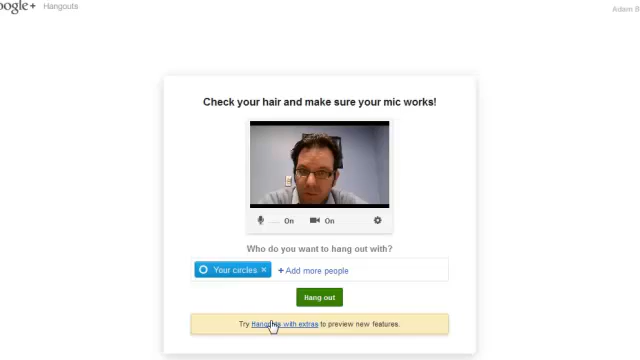 oogle+ Hangouts
Adam B
Check your hair and make sure your mic works!
On On
Who do you want to hang out with?
Your circles × + Add more people
Hang out
Try Hangouts with extras to preview new features.